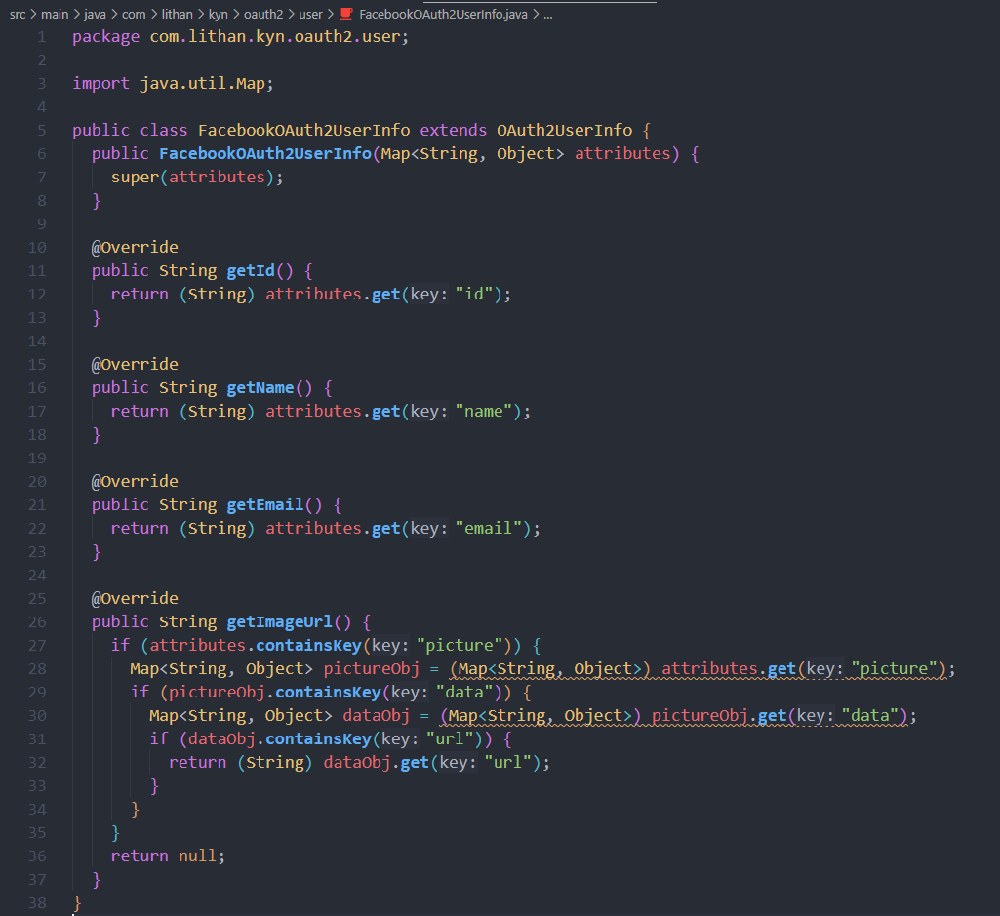 src > main > java > com > lithan > kyn > oauth2 > user > FacebookOAuth2UserInfo.java > ...
1 package com.lithan.kyn.oauth2.user;
2
3 import java.util.Map;
4
5 public class FacebookOAuth2UserInfo extends OAuth2UserInfo {
6   public FacebookOAuth2UserInfo(Map<String, Object> attributes) {
7     super(attributes);
8   }
9
10   @Override
11   public String getId() {
12     return (String) attributes.get(key: "id");
13   }
14
15   @Override
16   public String getName() {
17     return (String) attributes.get(key: "name");
18   }
19
20   @Override
21   public String getEmail() {
22     return (String) attributes.get(key: "email");
23   }
24
25   @Override
26   public String getImageUrl() {
27     if (attributes.containsKey(key: "picture")) {
28       Map<String, Object> pictureObj = (Map<String, Object>) attributes.get(key: "picture");
29       if (pictureObj.containsKey(key: "data")) {
30         Map<String, Object> dataObj = (Map<String, Object>) pictureObj.get(key: "data");
31         if (dataObj.containsKey(key: "url")) {
32           return (String) dataObj.get(key: "url");
33         }
34       }
35     }
36     return null;
37   }
38 }